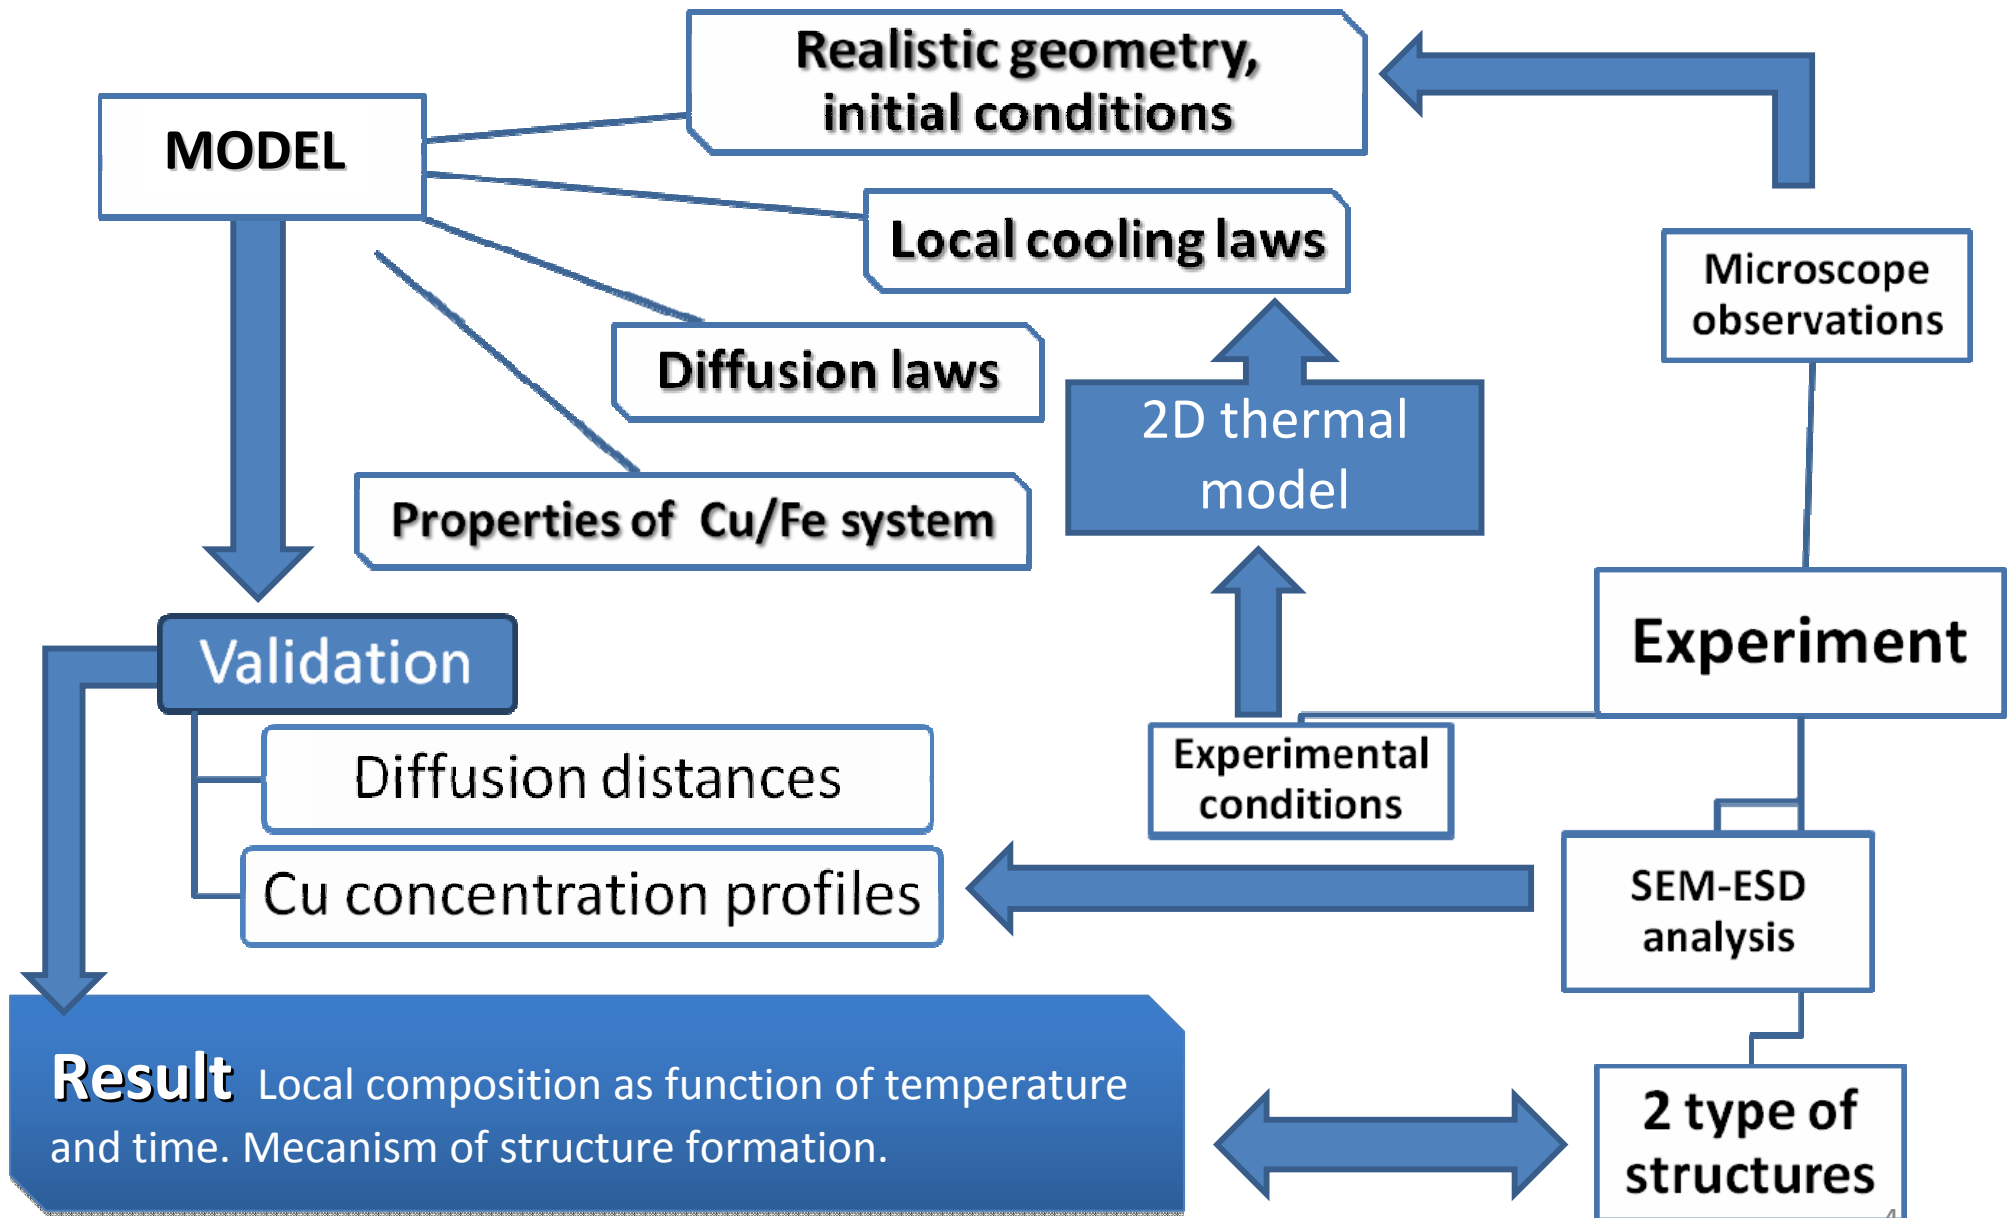 Realistic geometry,
initial conditions
MODEL
Local cooling laws
Microscope
observations
Diffusion laws
2D thermal
model
Properties of Cu/Fe system
Experiment
Validation
Diffusion distances
Experimental
conditions
Cu concentration profiles
SEM-ESD
analysis
Result Local composition as function of temperature
and time. Mecanism of structure formation.
2 type of
structures